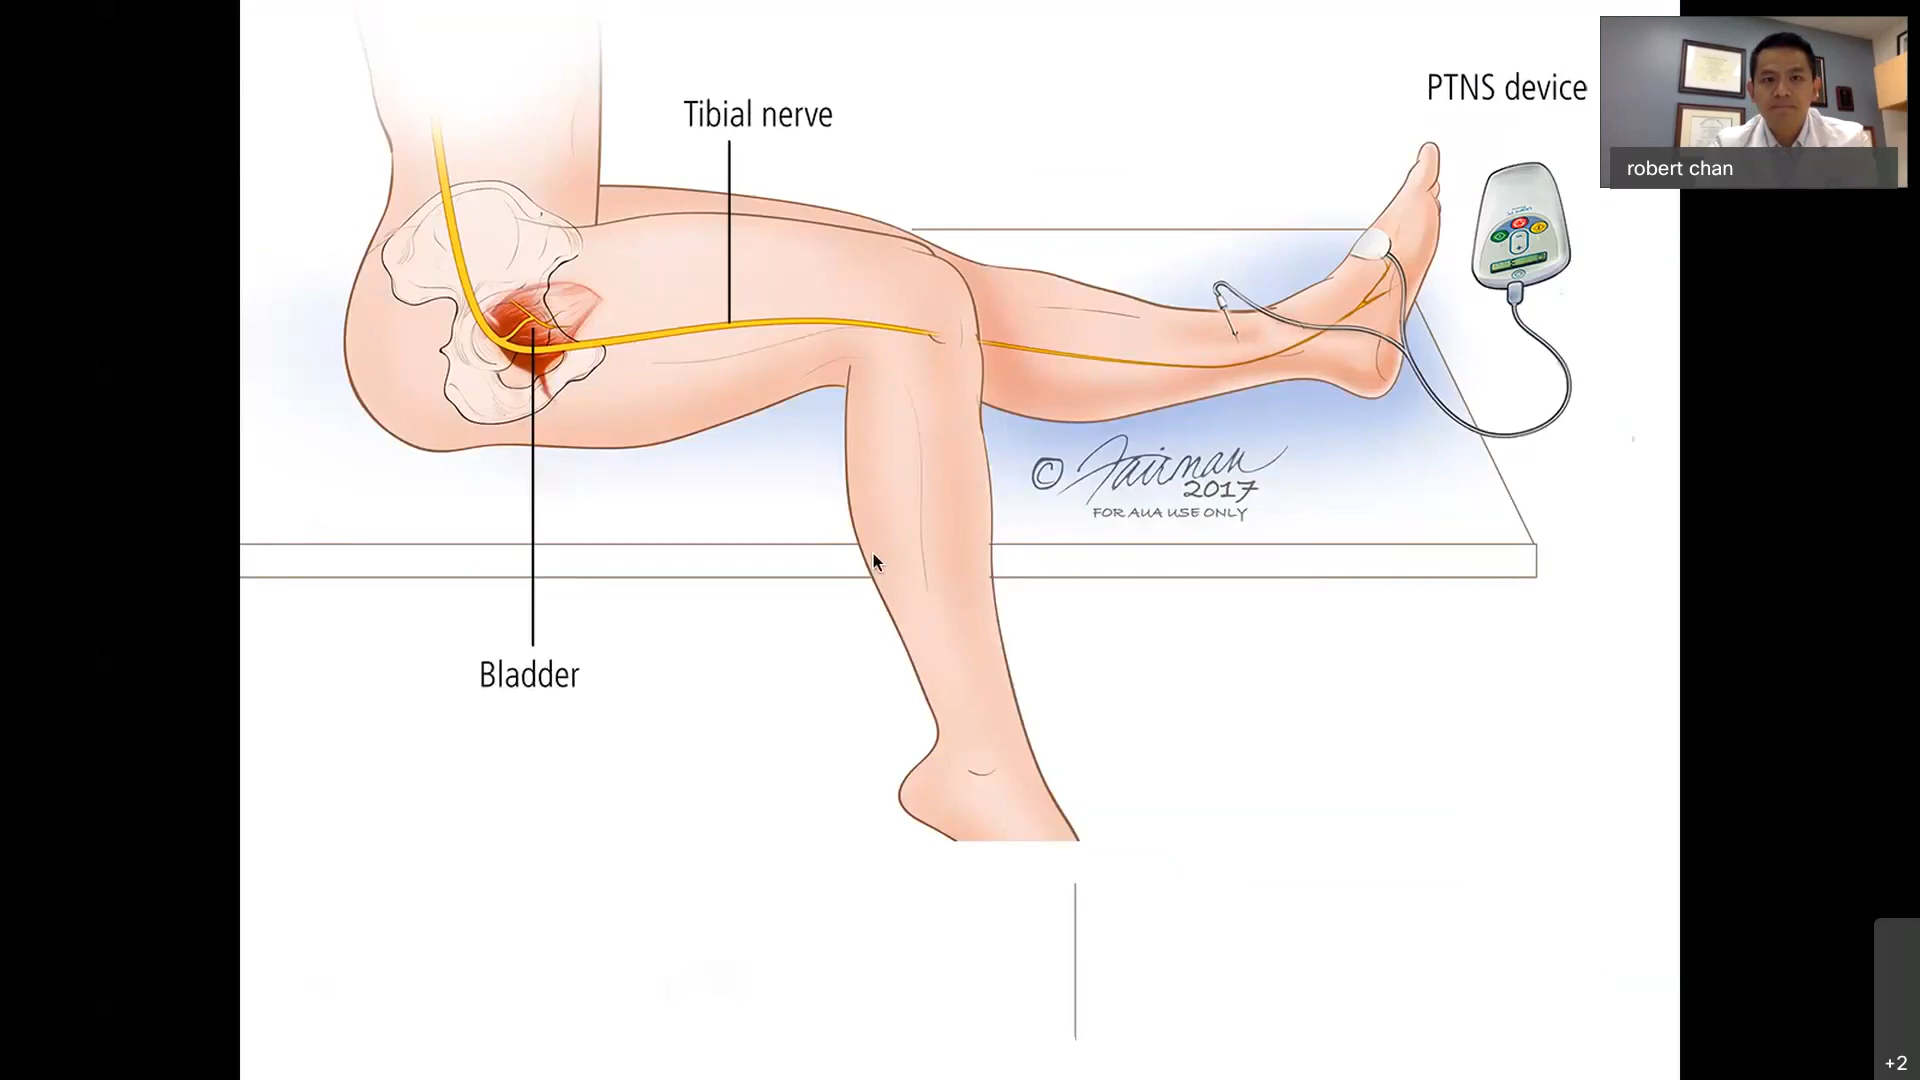 Tibial nerve
PTNS device
robert chan
© Fairman
2017
FOR AUA USE ONLY
Bladder
+2